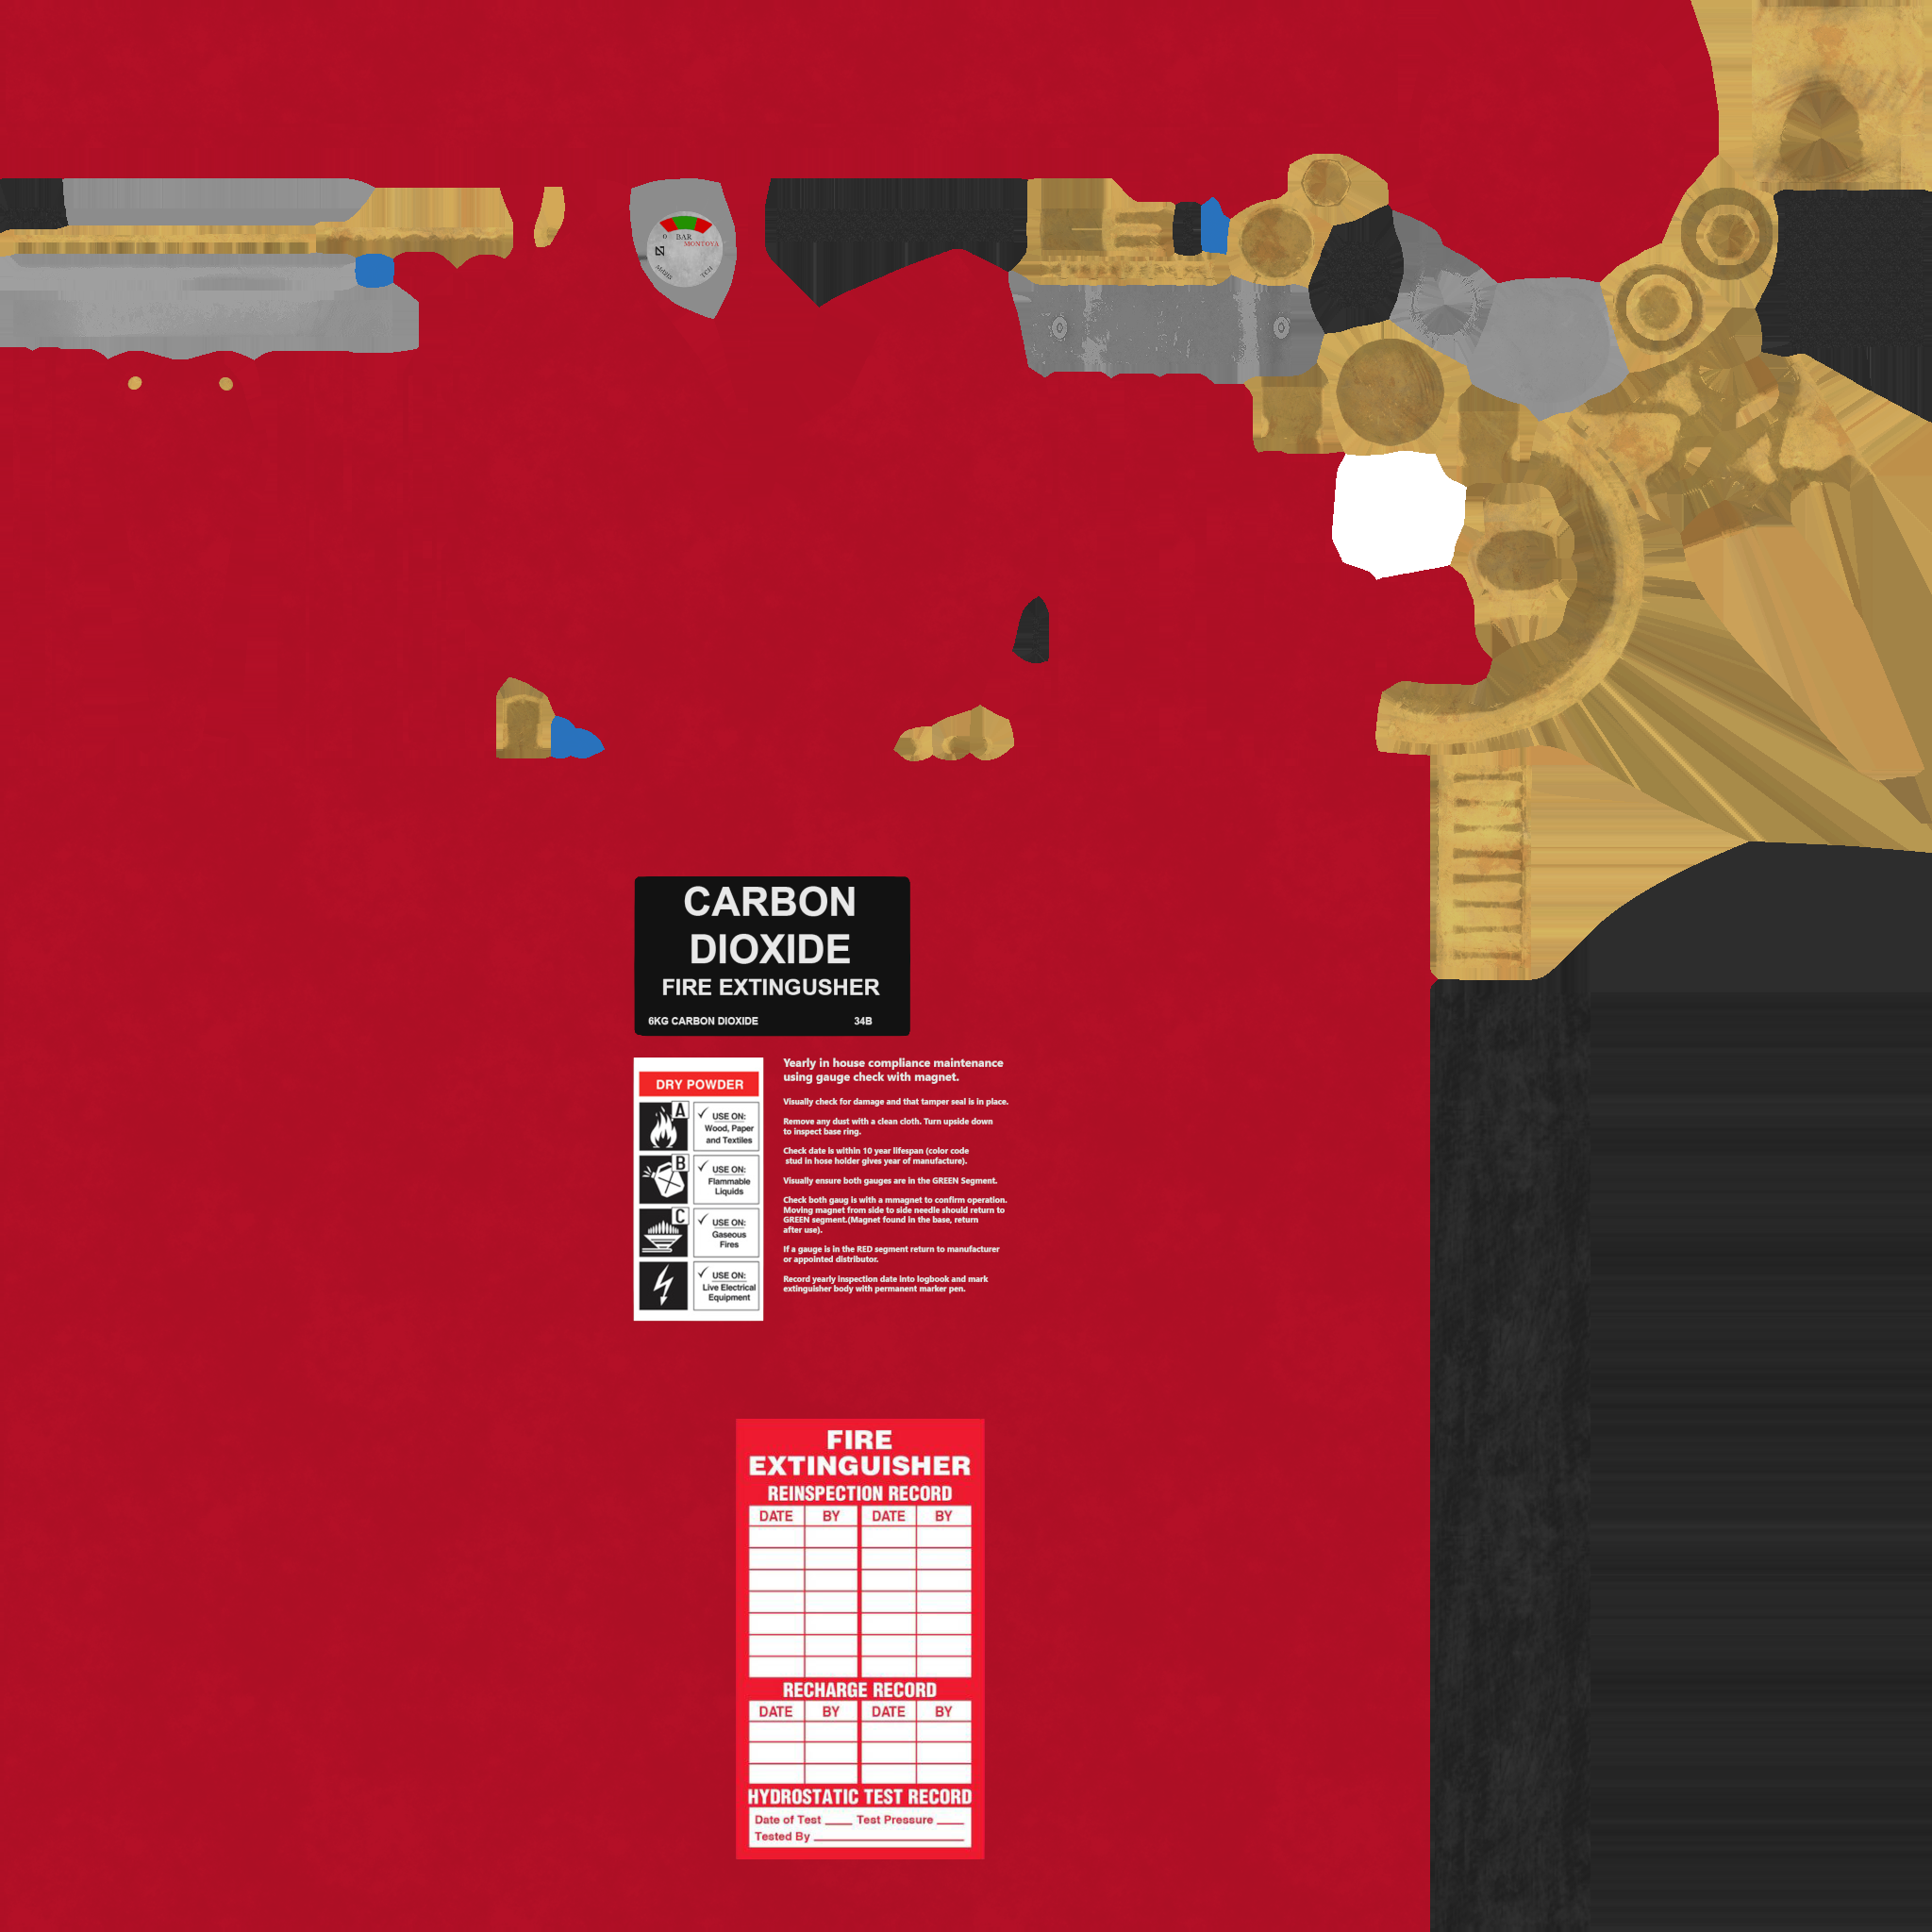 0 BAR
MONTOVA
CARBON
DIOXIDE
FIRE EXTINGUSHER
6KG CARBON DIOXIDE 34B
DRY POWDER
A
USE ON:
Wood, Paper
and Textiles
B
USE ON:
Flammable
Liquids
C
USE ON:
Gaseous
Fires
USE ON:
Live Electrical
Equipment
Yearly in house compliance maintenance
using gauge check with magnet.
Visually check for damage and that tamper seal is in place.
Remove any dust with a clean cloth. Turn upside down
to inspect base ring.
Check date is within 10 year lifespan (color code
stud in hose holder gives year of manufacture).
Visually ensure both gauges are in the GREEN Segment.
Check both gaug is with a mmagnet to confirm operation.
Moving magnet from side to side needle should return to
GREEN segment.(Magnet found in the base, return
after use).
If a gauge is in the RED segment return to manufacturer
or appointed distributor.
Record yearly inspection date into logbook and mark
extinguisher body with permanent marker pen.
FIRE
EXTINGUISHER
REINSPECTION RECORD
DATE BY DATE BY
RECHARGE RECORD
DATE BY DATE BY
HYDROSTATIC TEST RECORD
Date of Test ____ Test Pressure ____
Tested By ____